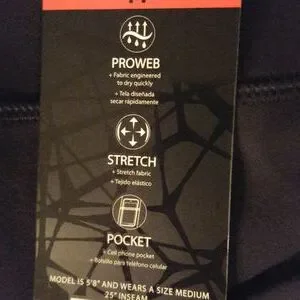 PROWEB
+ Fabric engineered
to dry quickly
+ Tela diseñada
secar rápidamente
STRETCH
+ Stretch fabric
+ Tejido elástico
POCKET
+ Cell phone pocket
+ Bolsillo para teléfono celular
MODEL IS 5'8" AND WEARS A SIZE MEDIUM
25" INSEAM